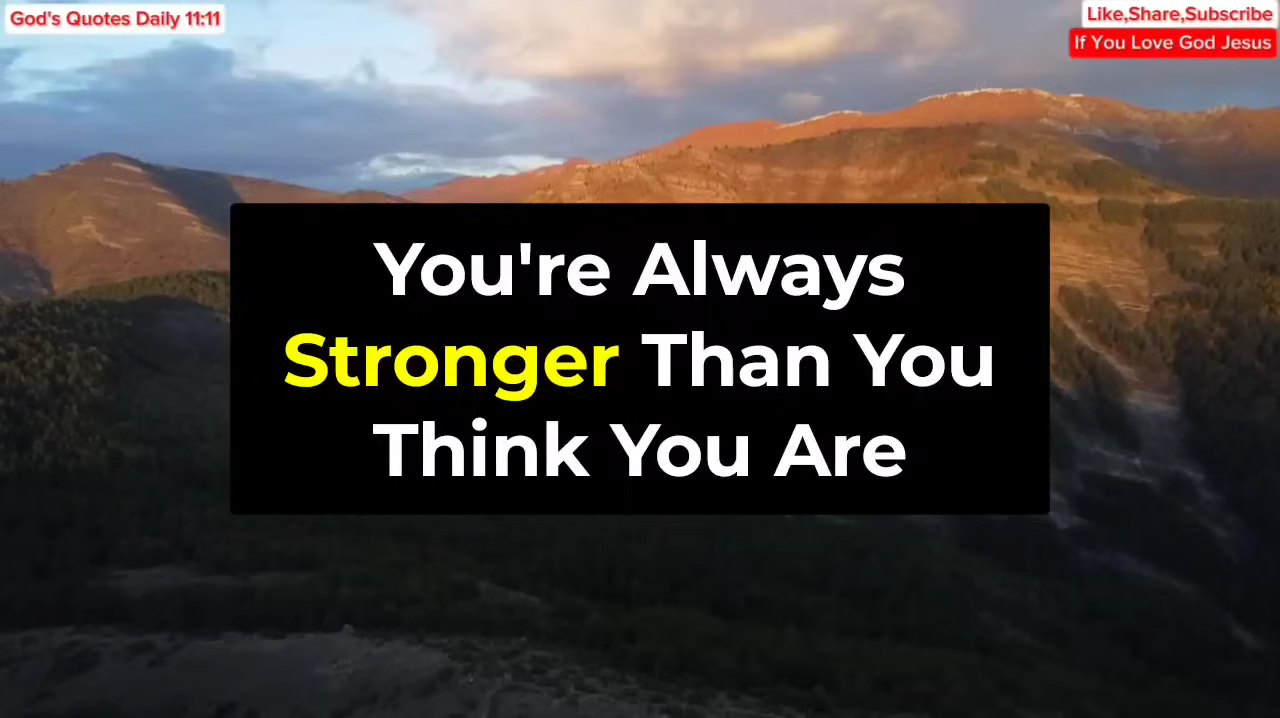 God's Quotes Daily 11:11
Like,Share,Subscribe
If You Love God Jesus
You're Always
Stronger Than You
Think You Are